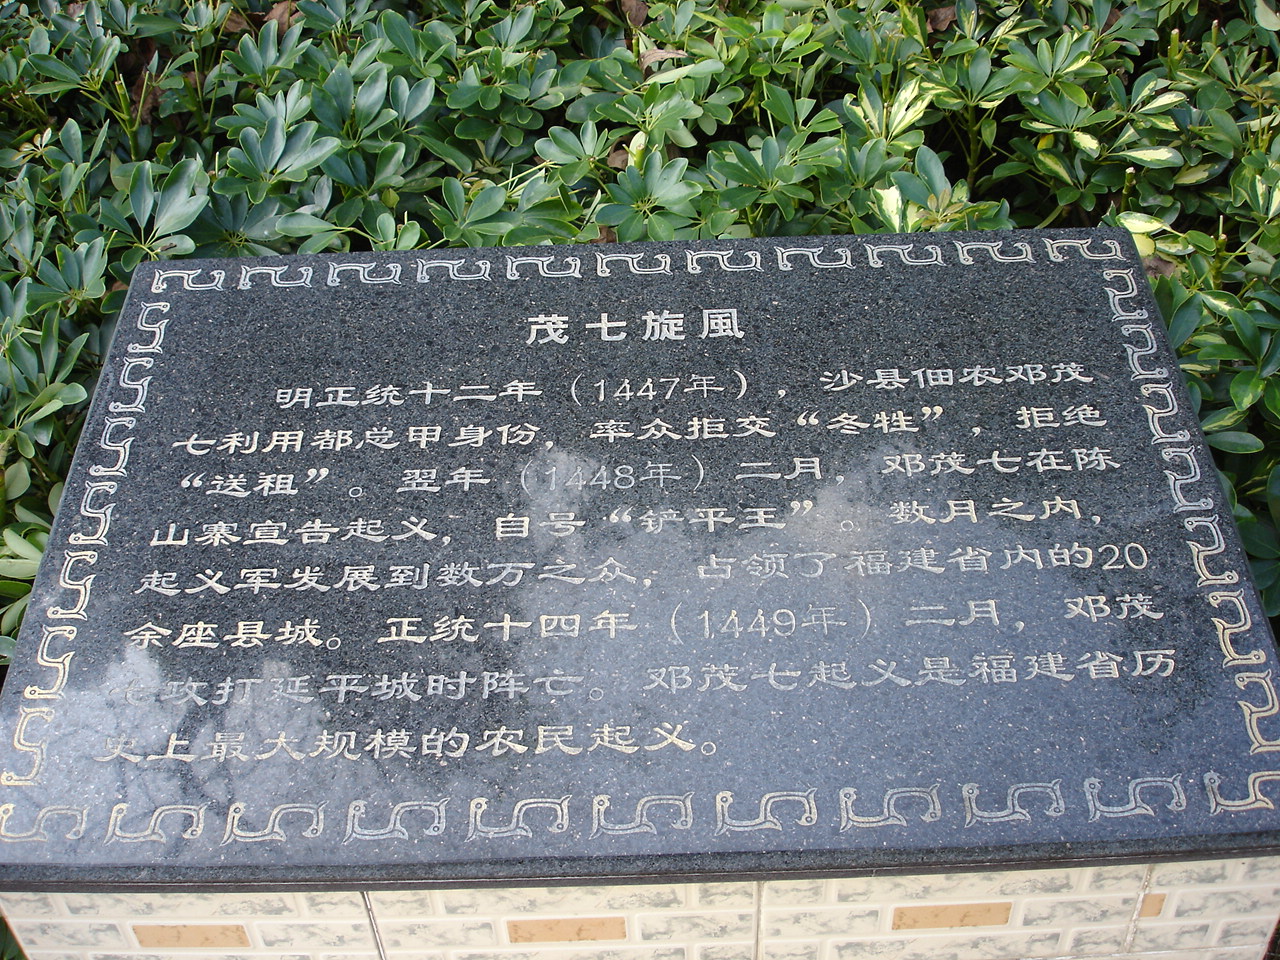 茂七旋風
明正统十二年（1447年），沙县佃农邓茂
七利用都总甲身份，率众拒交“冬牲”，拒绝
“送租”。翌年（1448年）二月，邓茂七在陈
山寨宣告起义，自号“铲平王”。数月之内，
起义军发展到数万之众，占领了福建省内的20
余座县城。正统十四年（1449年）二月，邓茂
七攻打延平城时阵亡。邓茂七起义是福建省历
史上最大规模的农民起义。